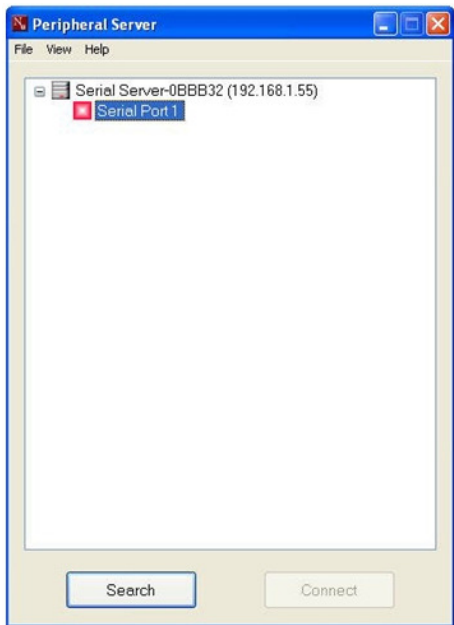 Peripheral Server
File View Help
Serial Server-0BBB32 (192.168.1.55)
Serial Port 1
Search Connect